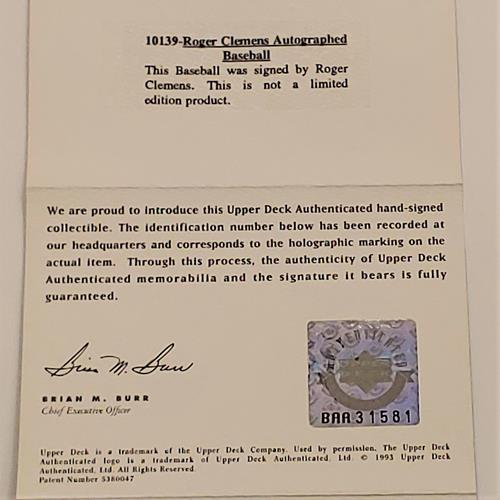 10139-Roger Clemens Autographed
Baseball
This Baseball was signed by Roger
Clemens. This is not a limited
edition product.
We are proud to introduce this Upper Deck Authenticated hand-signed
collectible. The identification number below has been recorded at
our headquarters and corresponds to the holographic marking on the
actual item. Through this process, the authenticity of Upper Deck
Authenticated memorabilia and the signature it bears is fully
guaranteed.
Brian M. Burr
BRIAN M. BURR
Chief Executive Officer
AUTHENTICATED
UPPER
DECK
BAA31581
Upper Deck is a trademark of the Upper Deck Company. Used by permission. The Upper Deck
Authenticated logo is a trademark of Upper Deck Authenticated, Ltd. © 1993 Upper Deck
Authenticated, Ltd. All Rights Reserved.
Patent Number 5380047